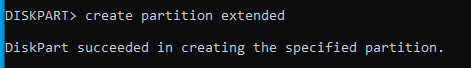 DISKPART> create partition extended
DiskPart succeeded in creating the specified partition.